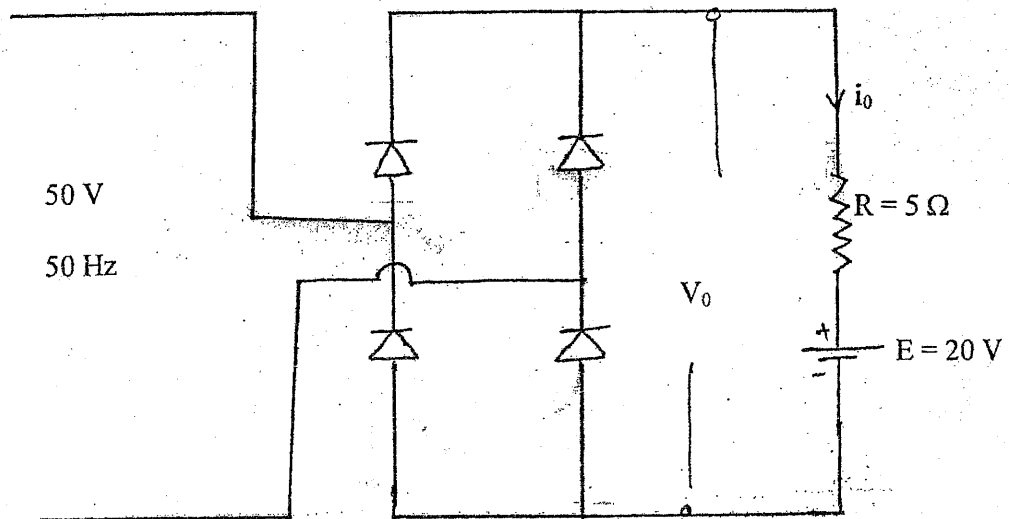 i₀
50 V
R = 5 Ω
50 Hz
V₀
+
E = 20 V
-